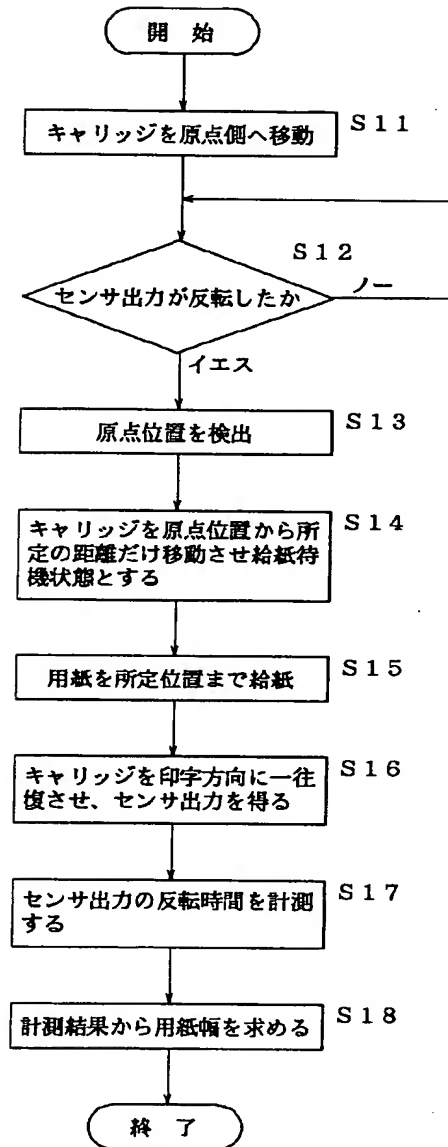 開 始
S11
キャリッジを原点側へ移動
S12
センサ出力が反転したか
ノー
イエス
S13
原点位置を検出
S14
キャリッジを原点位置から所
定の距離だけ移動させ給紙待
機状態とする
S15
用紙を所定位置まで給紙
S16
キャリッジを印字方向に一往
復させ、センサ出力を得る
S17
センサ出力の反転時間を計測
する
S18
計測結果から用紙幅を求める
終 了